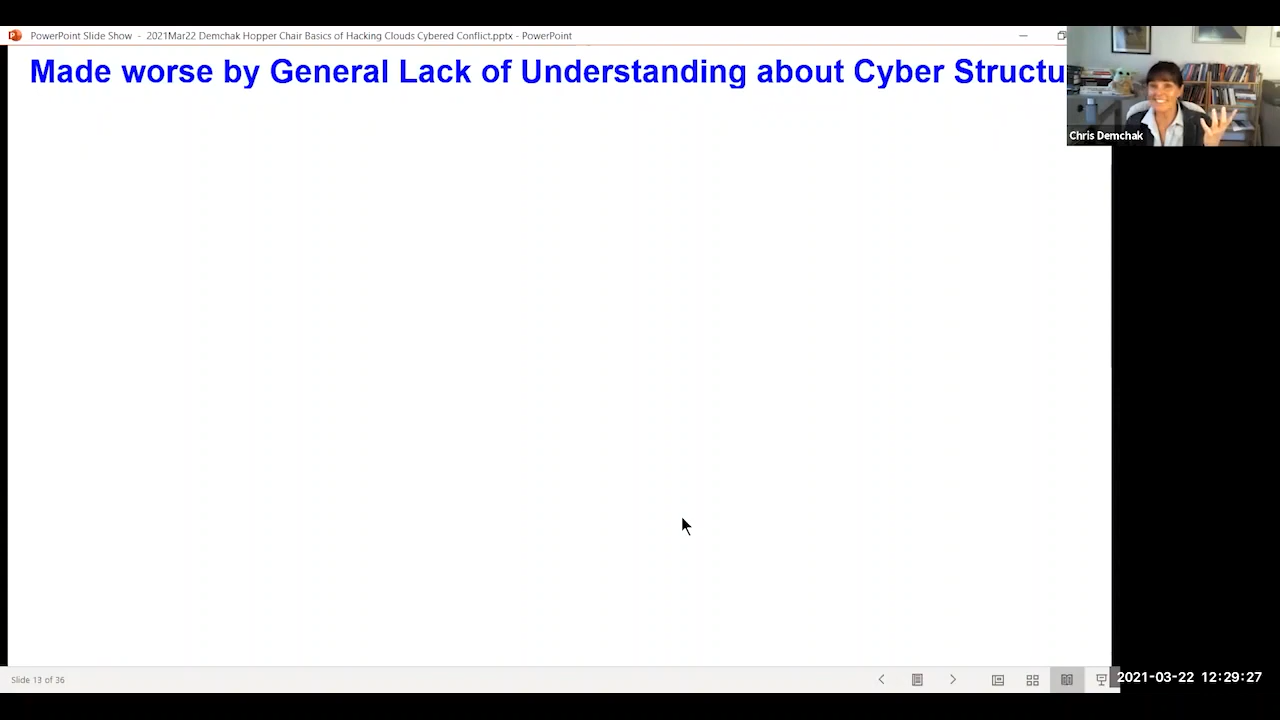 PowerPoint Slide Show - 2021Mar22 Demchak Hopper Chair Basics of Hacking Clouds Cybered Conflict.pptx - PowerPoint
Made worse by General Lack of Understanding about Cyber Structu
Chris Demchak
Slide 13 of 36
2021-03-22 12:29:27